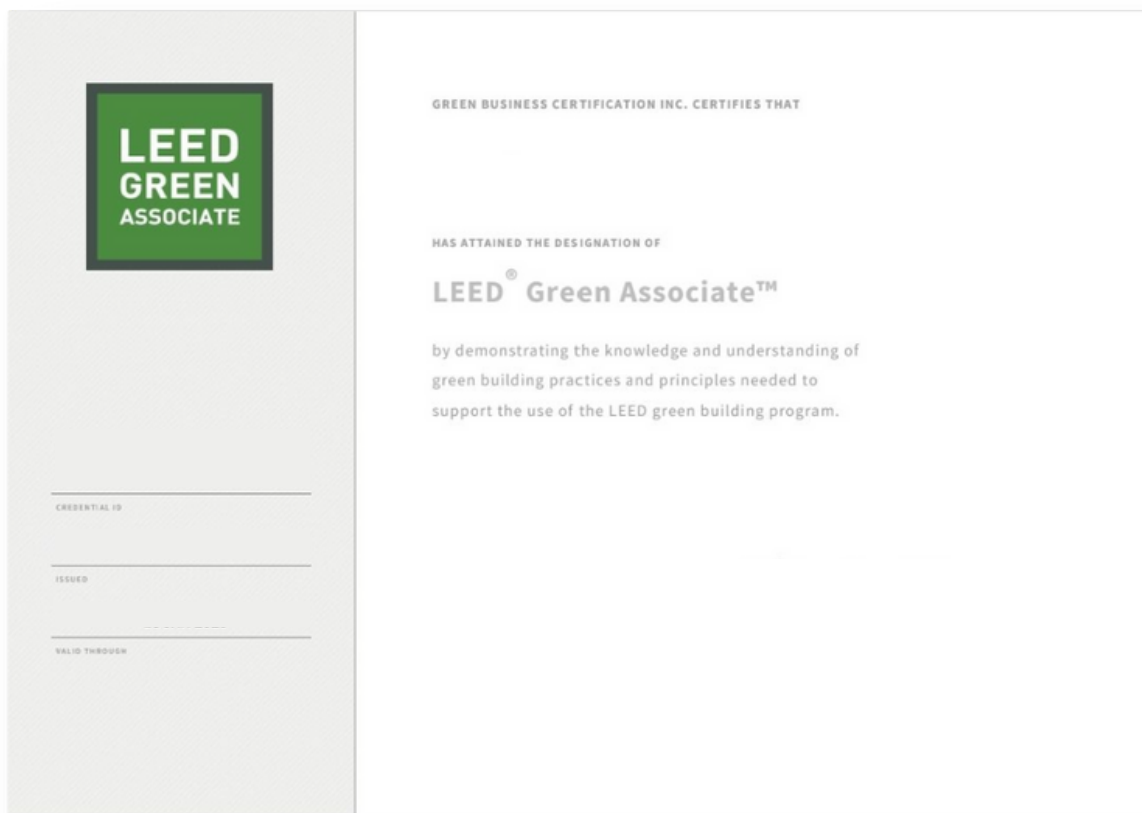 LEED
GREEN
ASSOCIATE
CREDENTIAL ID
ISSUED
VALID THROUGH
GREEN BUSINESS CERTIFICATION INC. CERTIFIES THAT
HAS ATTAINED THE DESIGNATION OF
LEED® Green Associate™
by demonstrating the knowledge and understanding of
green building practices and principles needed to
support the use of the LEED green building program.